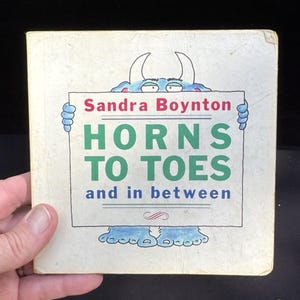 Sandra Boynton
HORNS
TO TOES
and in between